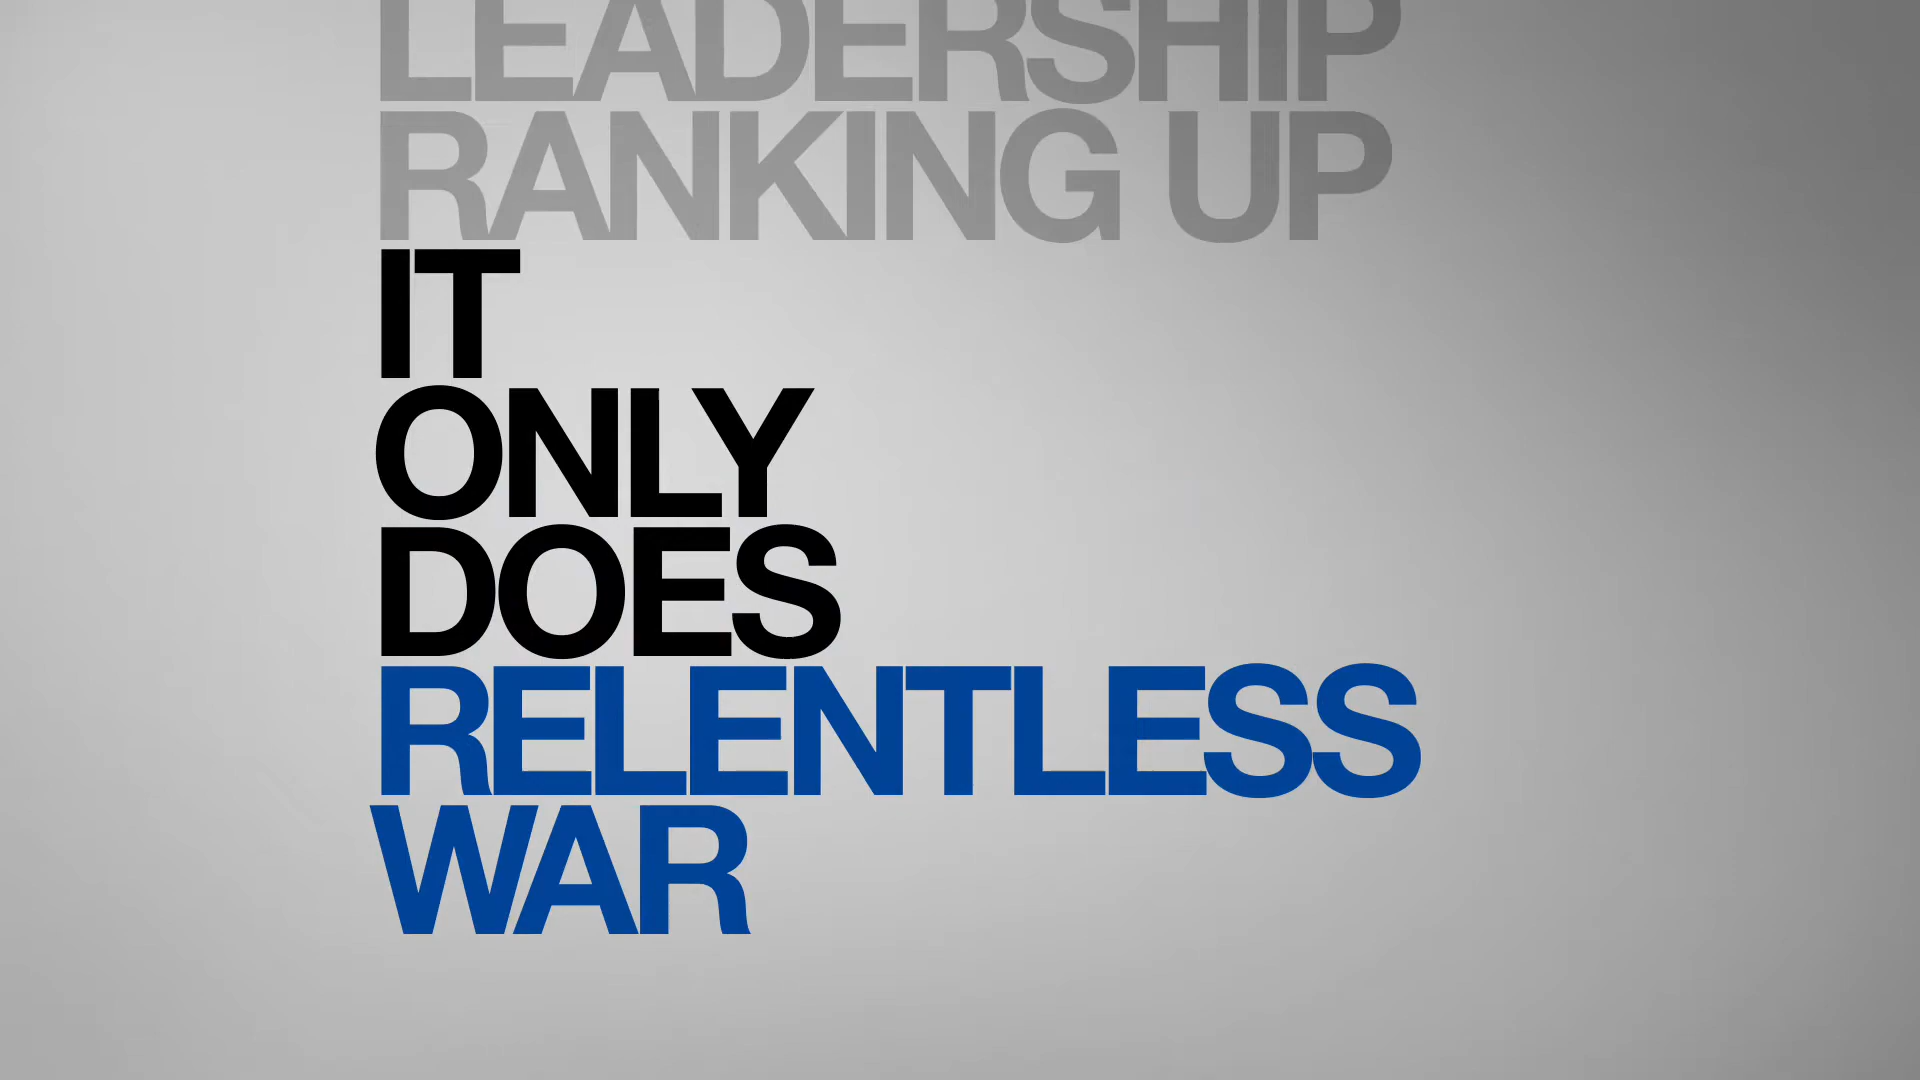 LEADERSHIP
RANKING UP
IT
ONLY
DOES
RELENTLESS
WAR